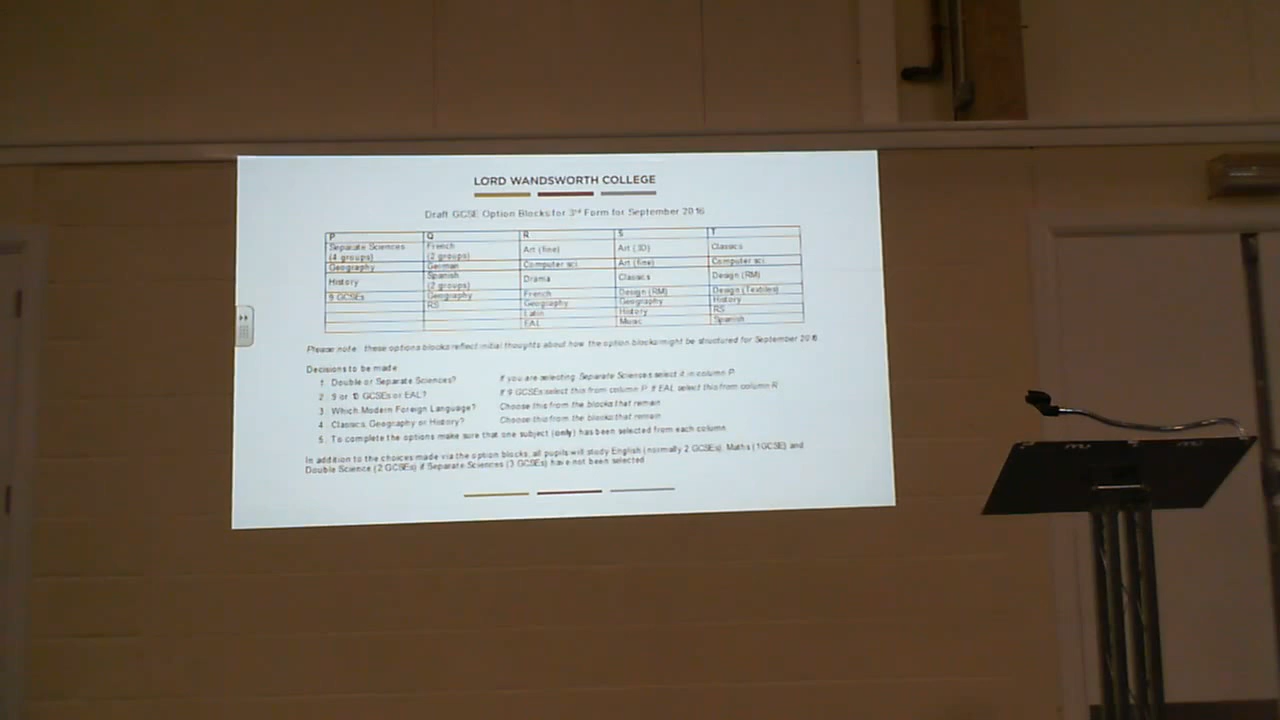 LORD WANDSWORTH COLLEGE
Draft GCSE Option Blocks for 3rd Form for September 2016
P Q R S T
Separate Sciences (4 groups) French (2 groups) Art (fine) Art (3D) Classics
Geography German Computer sci Art (fine) Computer sci
History Spanish (2 groups) Drama Classics Design (RM)
9 GCSEs Geography French Design (RM) Design (Textiles)
RS Geography Geography History
Latin History RS
EAL Music Spanish
Please note: these options blocks reflect initial thoughts about how the option blocks might be structured for September 2016
Decisions to be made:
1. Double or Separate Sciences? If you are selecting Separate Sciences select it in column P.
2. 9 or 10 GCSEs or EAL? If 9 GCSEs select this from column P. If EAL select this from column R
3. Which Modern Foreign Language? Choose this from the blocks that remain
4. Classics, Geography or History? Choose this from the blocks that remain
5. To complete the options make sure that one subject (only) has been selected from each column
In addition to the choices made via the option blocks, all pupils will study English (normally 2 GCSEs), Maths (1GCSE) and
Double Science (2 GCSEs) if Separate Sciences (3 GCSEs) have not been selected